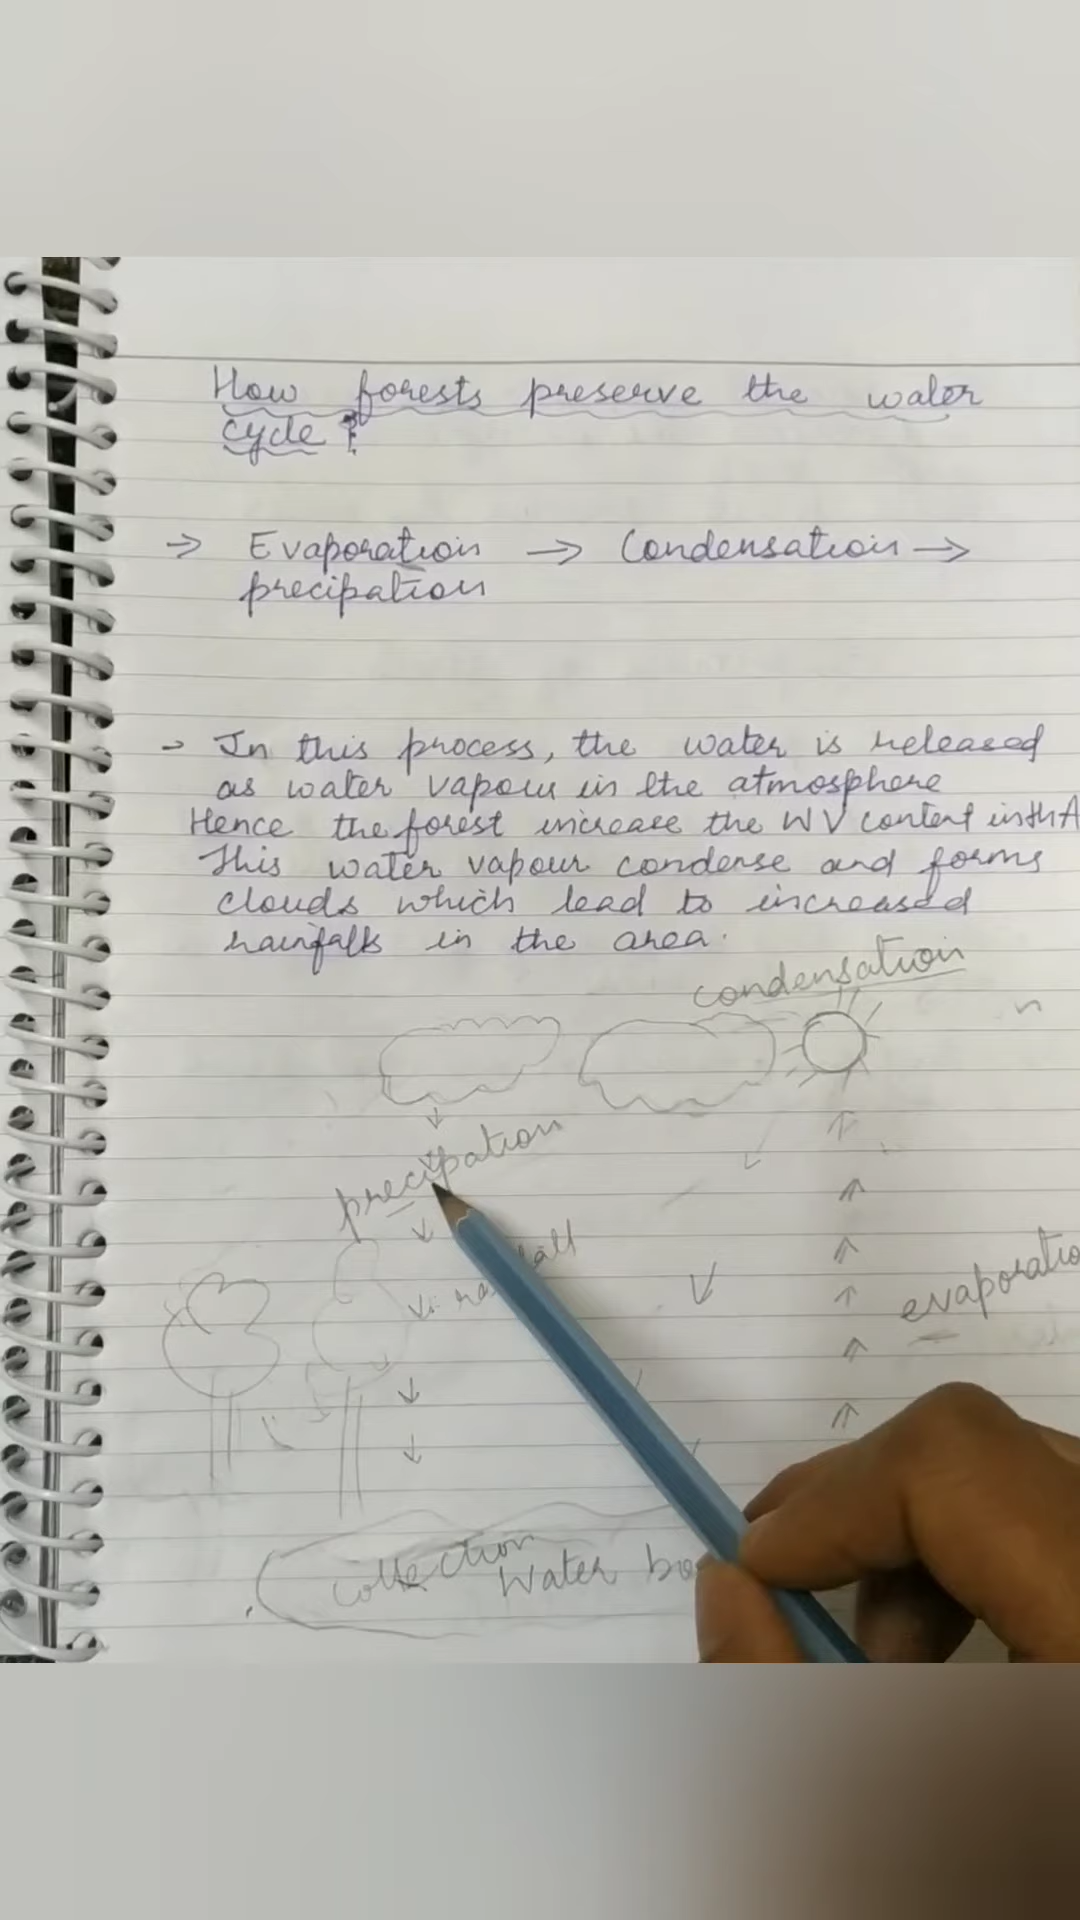 How forests preserve the water
cycle ?
→ Evaporation → Condensation →
precipation
- In this process, the water is released
as water vapour in the atmosphere
Hence the forest increase the WV content in th A
This water vapour condense and forms
clouds which lead to increased
rainfalls in the area.
condensation
precipation
evaporatio
collection
Water bo